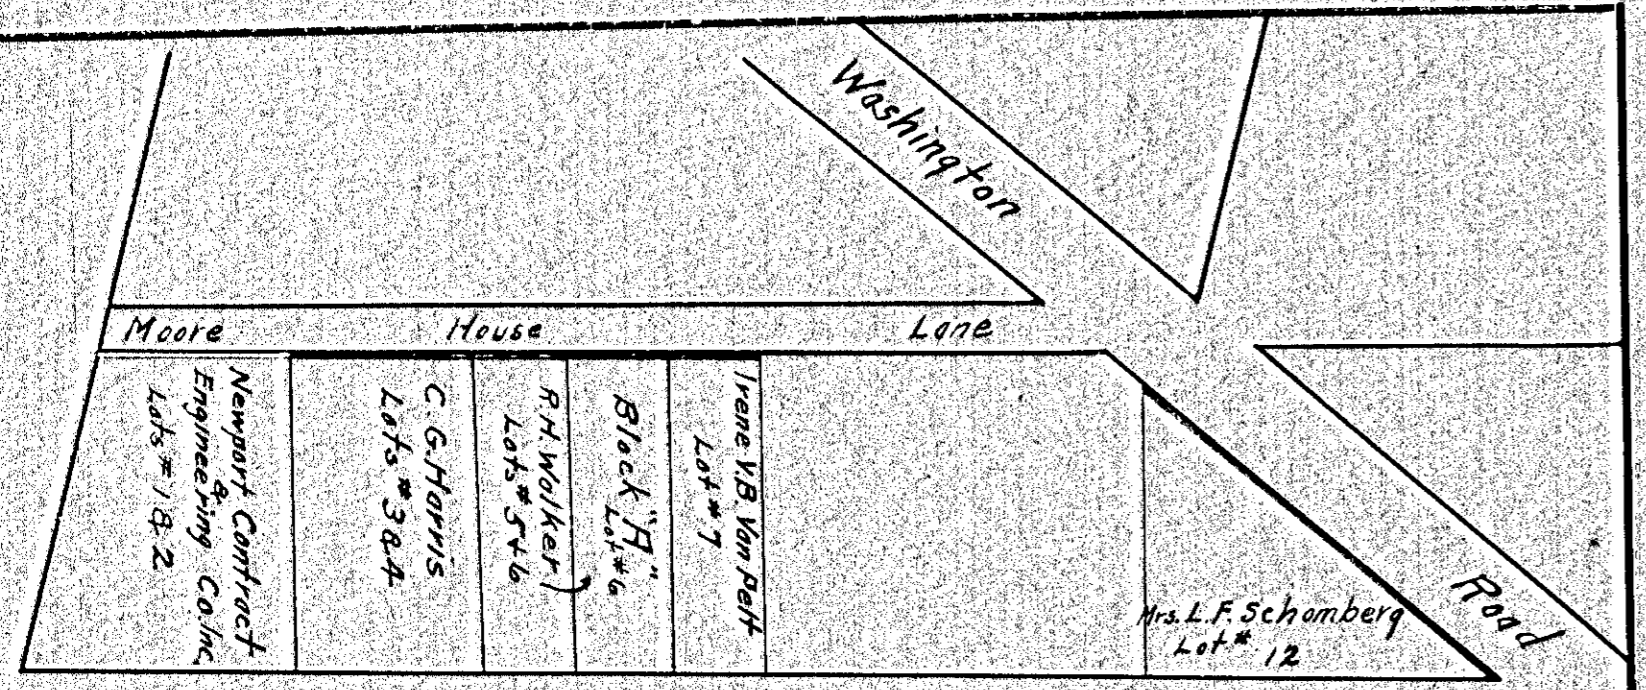 Washington
Moore House Lane
Newport Contract
&
Engineering Co. Inc.
Lots # 1 & 2
C. G. Harris
Lots # 3 & 4
R. H. Walker
Lots # 5 + 6
Block "A"
Lot # 6
Irene V.B. Van Pelt
Lot # 7
Mrs. L. F. Schomberg
Lot # 12
Road